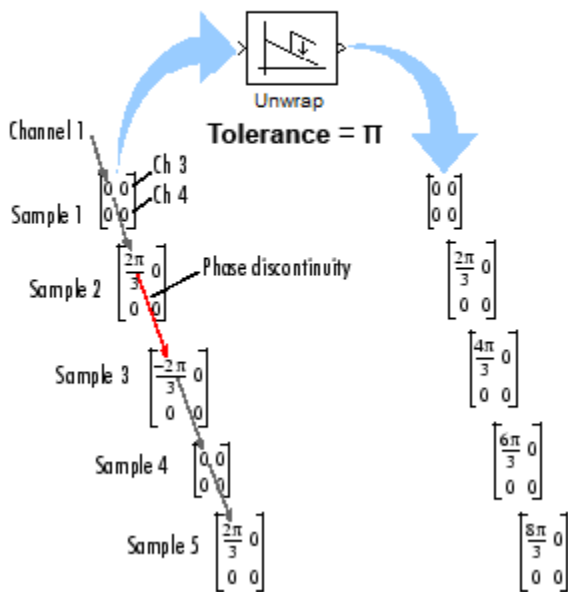 Unwrap
Tolerance = π
Channel 1
Ch 3
Ch 4
Sample 1
0 0
0 0
0 0
0 0
Sample 2
2π/3 0
0 0
Phase discontinuity
2π/3 0
0 0
Sample 3
-2π/3 0
0 0
4π/3 0
0 0
Sample 4
0 0
0 0
6π/3 0
0 0
Sample 5
2π/3 0
0 0
8π/3 0
0 0